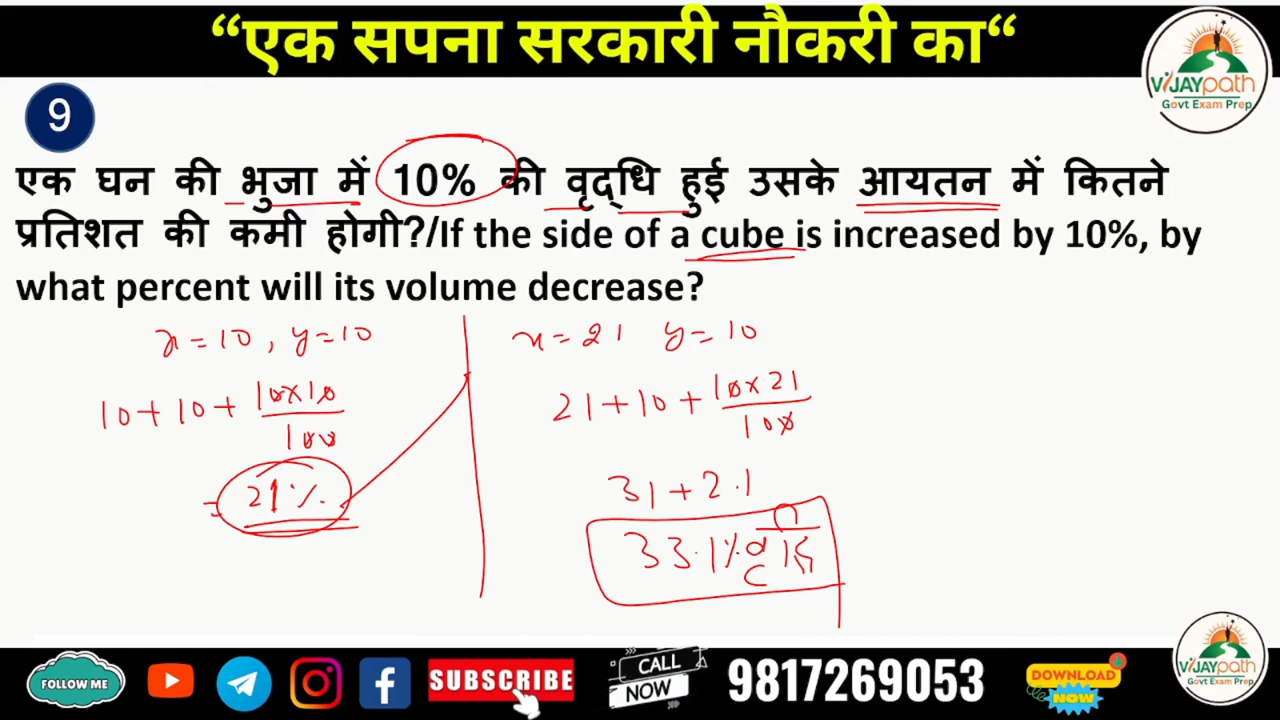 “एक सपना सरकारी नौकरी का“
VIJAYpath
Govt Exam Prep
9
एक घन की भुजा में 10% की वृद्धि हुई उसके आयतन में कितने
प्रतिशत की कमी होगी?/If the side of a cube is increased by 10%, by
what percent will its volume decrease?
x = 10 , y = 10
10 + 10 + 10 × 10
100
= 21%
x = 21 y = 10
21 + 10 + 10 × 21
100
31 + 2.1
33.1%
FOLLOW ME
SUBSCRIBE
CALL
NOW
9817269053
DOWNLOAD
NOW
VIJAYpath
Govt Exam Prep